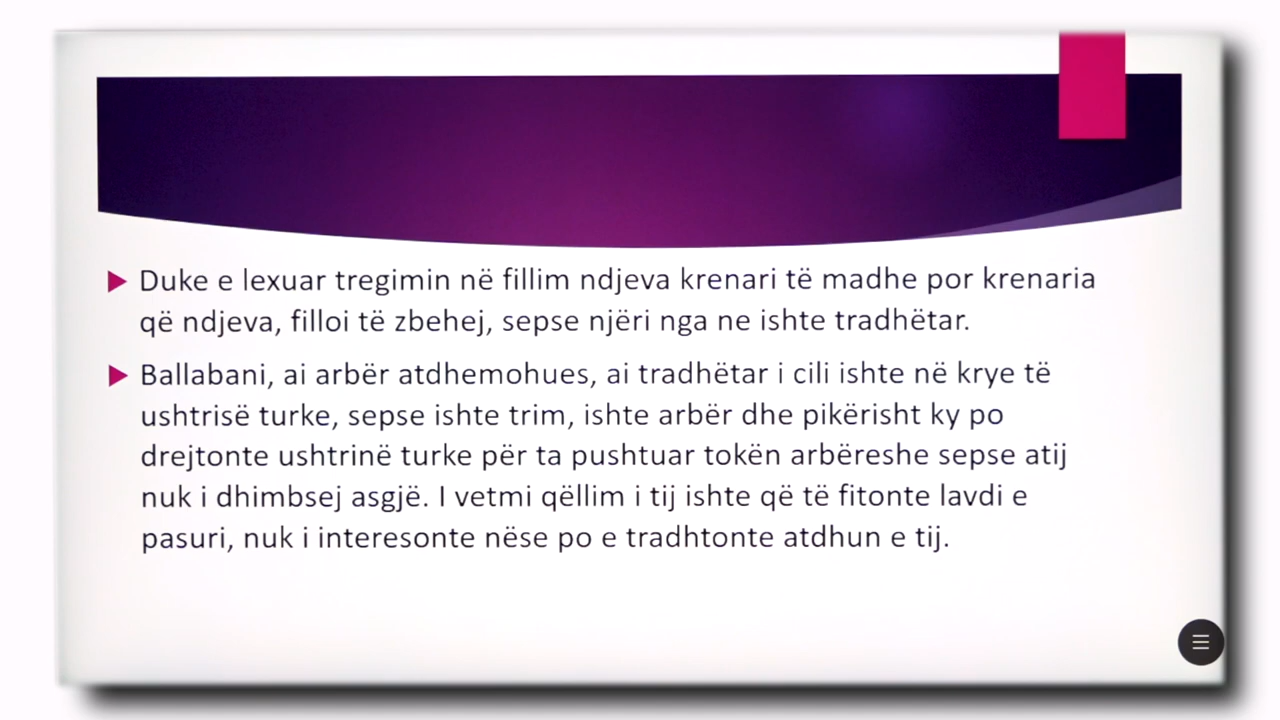 Duke e lexuar tregimin në fillim ndjeva krenari të madhe por krenaria
që ndjeva, filloi të zbehej, sepse njëri nga ne ishte tradhëtar.
Ballabani, ai arbër atdhemohues, ai tradhëtar i cili ishte në krye të
ushtrisë turke, sepse ishte trim, ishte arbër dhe pikërisht ky po
drejtonte ushtrinë turke për ta pushtuar tokën arbëreshe sepse atij
nuk i dhimbsej asgjë. I vetmi qëllim i tij ishte që të fitonte lavdi e
pasuri, nuk i interesonte nëse po e tradhtonte atdhun e tij.